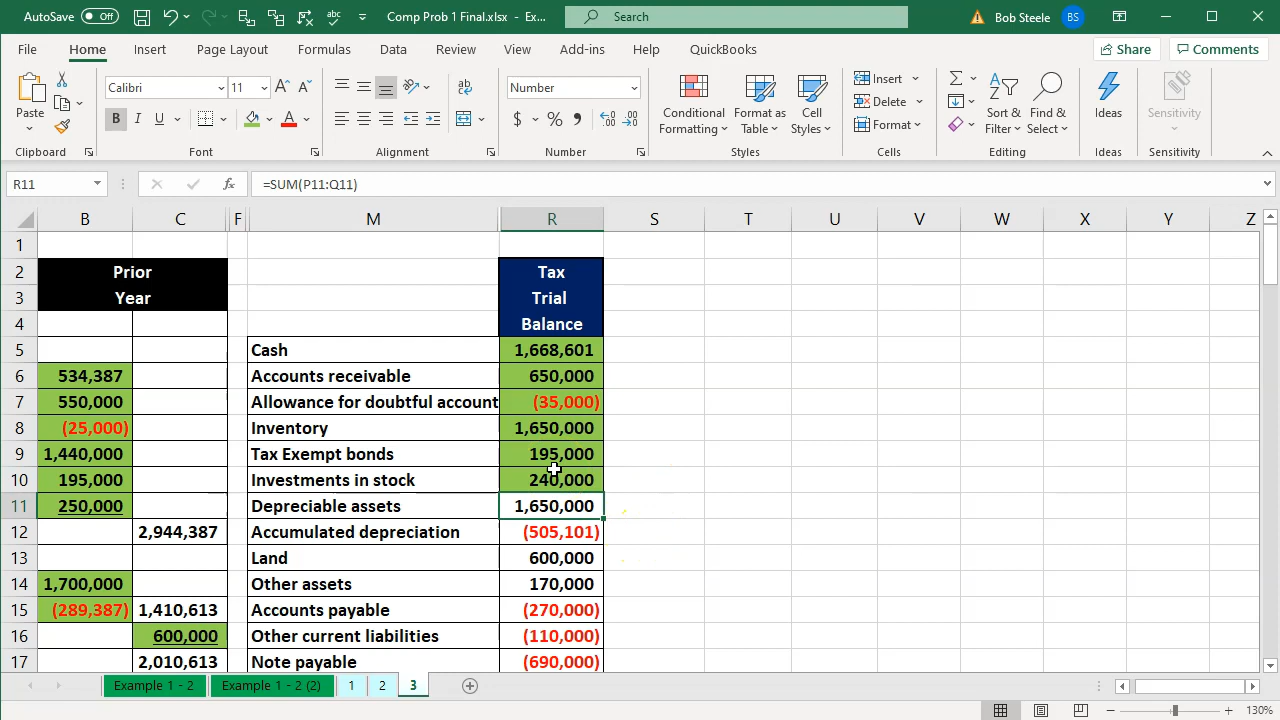 AutoSave Off Comp Prob 1 Final.xlsx - Ex... Search Bob Steele BS
File Home Insert Page Layout Formulas Data Review View Add-ins Help QuickBooks Share Comments
Paste Calibri 11 Number Conditional Formatting Format as Table Cell Styles Insert Delete Format Sort & Filter Find & Select Ideas Sensitivity
Clipboard Font Alignment Number Styles Cells Editing Ideas Sensitivity
R11 fx =SUM(P11:Q11)
B C F M R S T U V W X Y Z
1
2 Prior Tax
3 Year Trial
4 Balance
5 Cash 1,668,601
6 534,387 Accounts receivable 650,000
7 550,000 Allowance for doubtful account (35,000)
8 (25,000) Inventory 1,650,000
9 1,440,000 Tax Exempt bonds 195,000
10 195,000 Investments in stock 240,000
11 250,000 Depreciable assets 1,650,000
12 2,944,387 Accumulated depreciation (505,101)
13 Land 600,000
14 1,700,000 Other assets 170,000
15 (289,387) 1,410,613 Accounts payable (270,000)
16 600,000 Other current liabilities (110,000)
17 2,010,613 Note payable (690,000)
Example 1 - 2 Example 1 - 2 (2) 1 2 3
130%